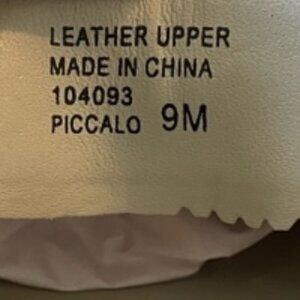 LEATHER UPPER
MADE IN CHINA
104093
PICCALO 9M